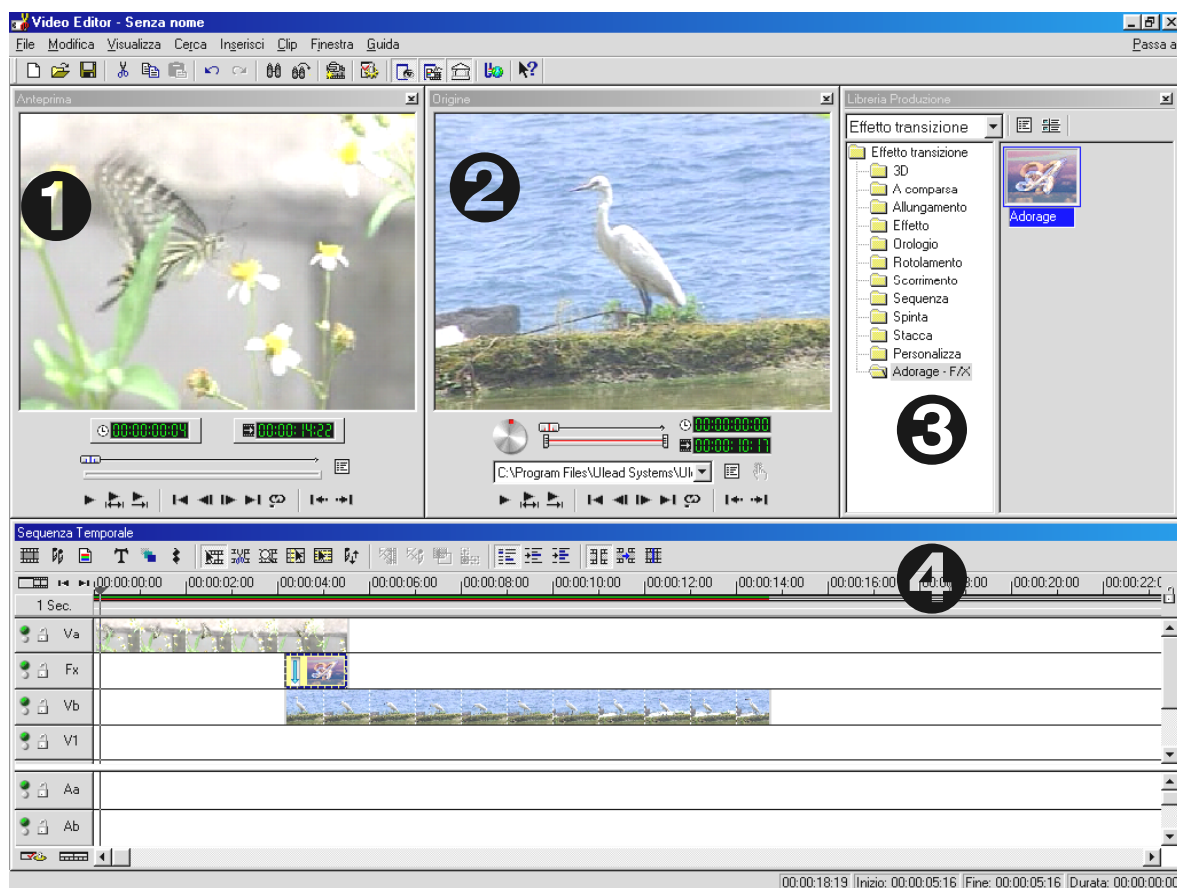 Video Editor - Senza nome
File Modifica Visualizza Cerca Inserisci Clip Finestra Guida Passa a
Anteprima
1
00:00:00:04 00:00:14:22
Origine
2
00:00:00:00
00:00:10:17
C:\Program Files\Ulead Systems\Ul
Libreria Produzione
Effetto transizione
Effetto transizione
3D
A comparsa
Allungamento
Effetto
Orologio
Rotolamento
Scorrimento
Sequenza
Spinta
Stacca
Personalizza
Adorage - F/X
3
Adorage
Sequenza Temporale
T
4
00:00:00:00 00:00:02:00 00:00:04:00 00:00:06:00 00:00:08:00 00:00:10:00 00:00:12:00 00:00:14:00 00:00:16:00 00:00:20:00 00:00:22:0
1 Sec.
Va
Fx
Vb
V1
Aa
Ab
00:00:18:19 Inizio: 00:00:05:16 Fine: 00:00:05:16 Durata: 00:00:00:00